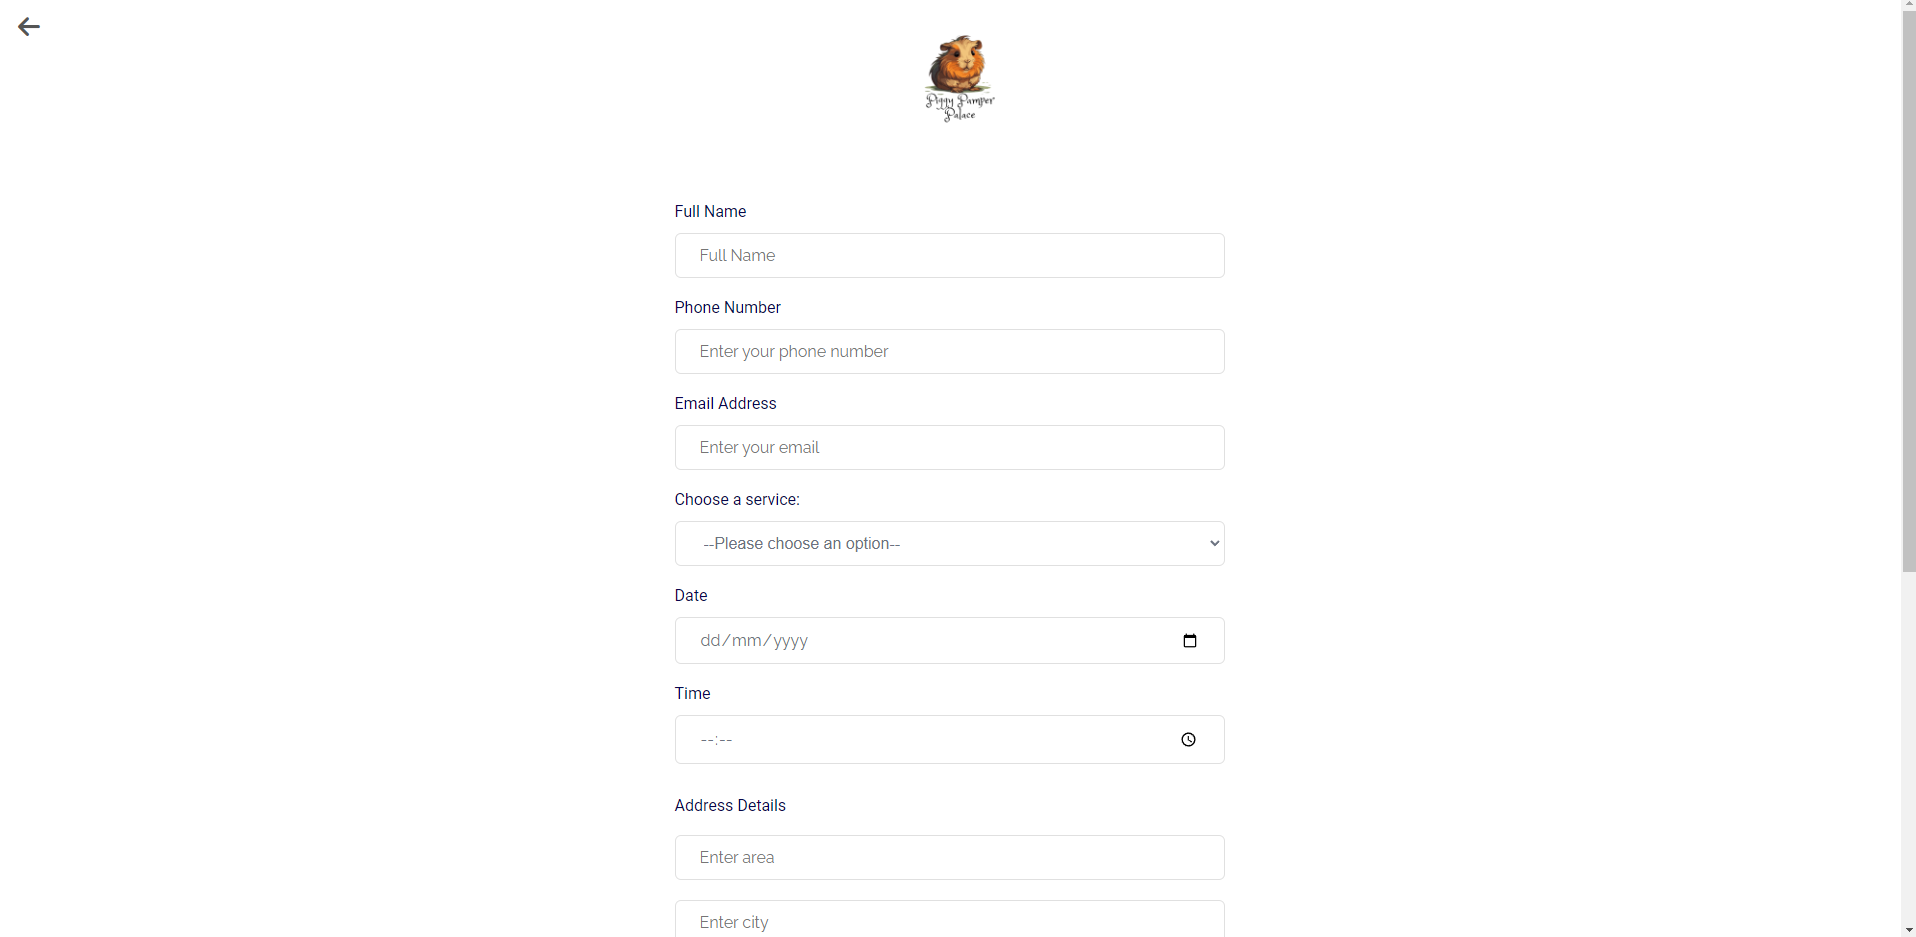 Piggy Pamper
Palace
Full Name
Full Name
Phone Number
Enter your phone number
Email Address
Enter your email
Choose a service:
--Please choose an option--
Date
dd/mm/yyyy
Time
--:--
Address Details
Enter area
Enter city